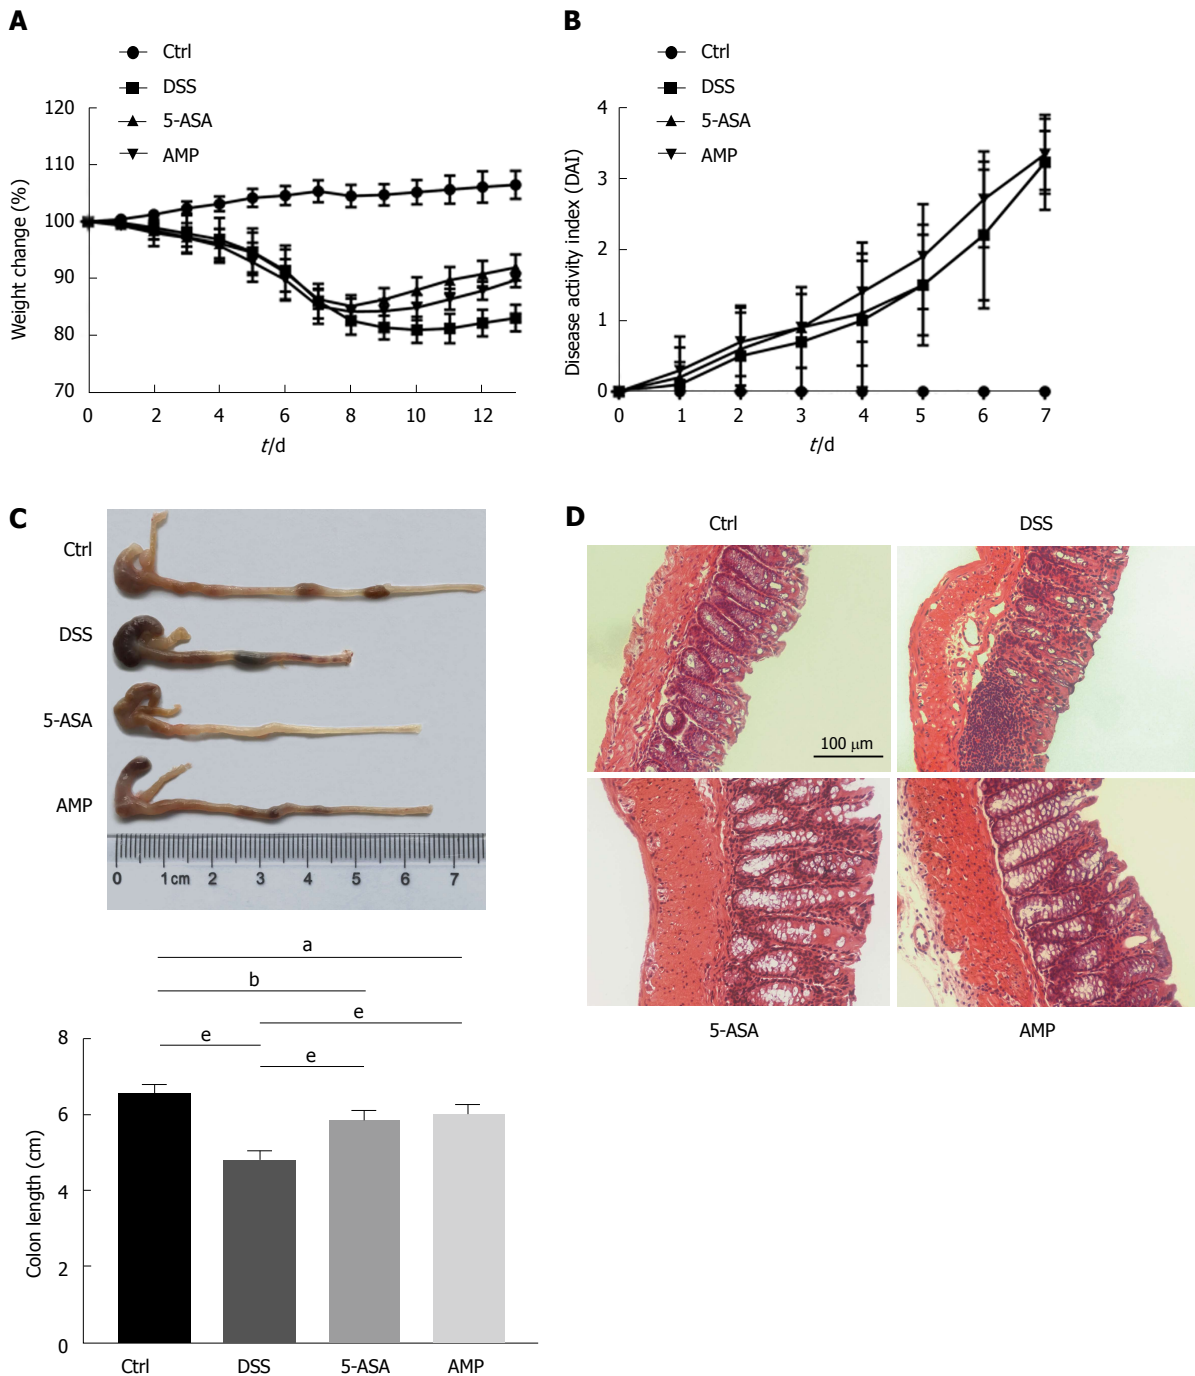 A
Ctrl
DSS
5-ASA
AMP
Weight change (%)
120
110
100
90
80
70
0 2 4 6 8 10 12
t/d
B
Ctrl
DSS
5-ASA
AMP
Disease activity index (DAI)
4
3
2
1
0
0 1 2 3 4 5 6 7
t/d
C
Ctrl
DSS
5-ASA
AMP
0 1 cm 2 3 4 5 6 7
a
b
e
e
e
Colon length (cm)
8
6
4
2
0
Ctrl DSS 5-ASA AMP
D
Ctrl DSS
100 μm
5-ASA AMP